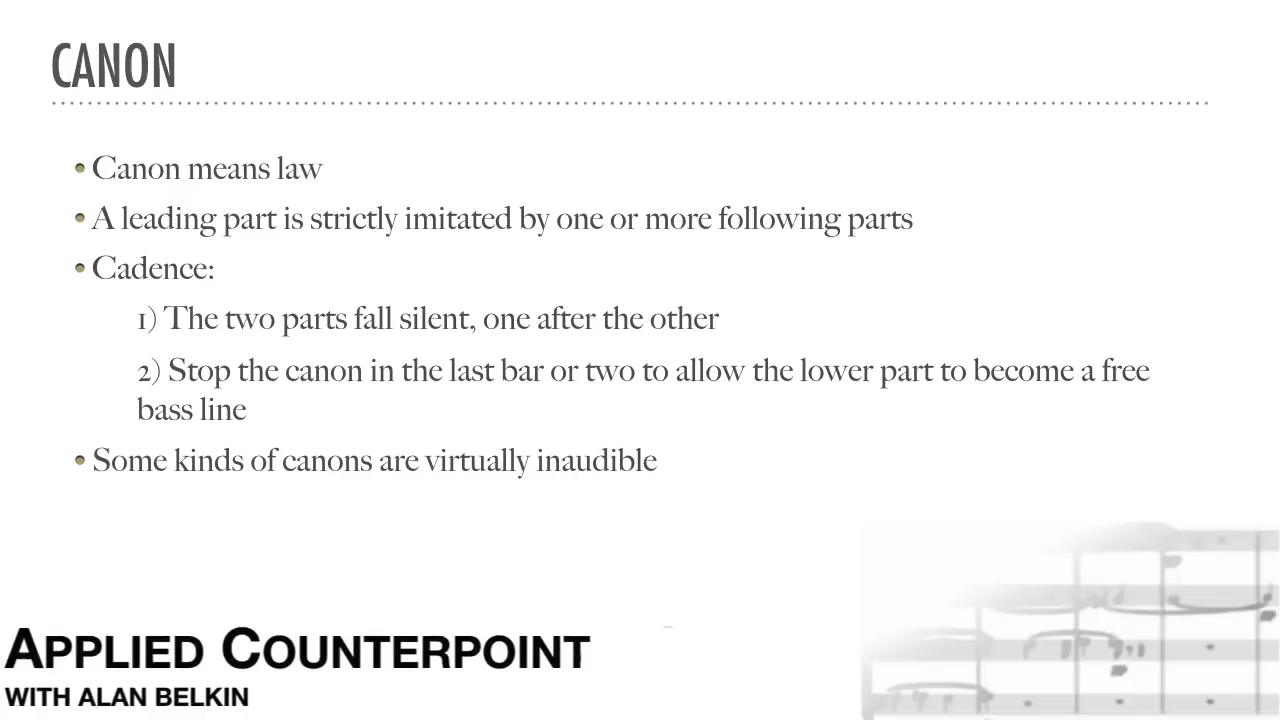 CANON
• Canon means law
• A leading part is strictly imitated by one or more following parts
• Cadence:
1) The two parts fall silent, one after the other
2) Stop the canon in the last bar or two to allow the lower part to become a free
bass line
• Some kinds of canons are virtually inaudible
APPLIED COUNTERPOINT
WITH ALAN BELKIN